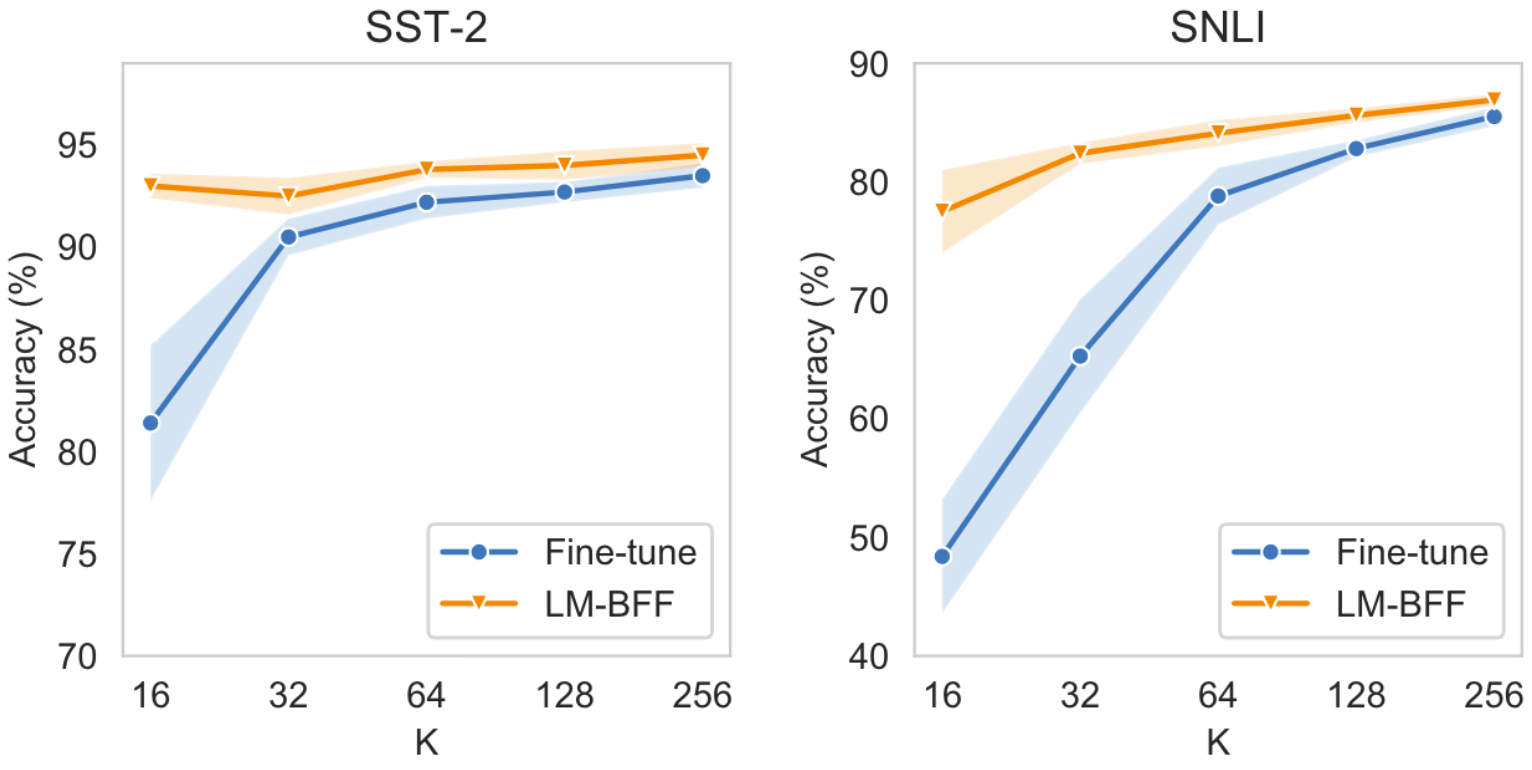 SST-2
Accuracy (%)
95
90
85
80
75
70
16 32 64 128 256
K
Fine-tune
LM-BFF
SNLI
Accuracy (%)
90
80
70
60
50
40
16 32 64 128 256
K
Fine-tune
LM-BFF